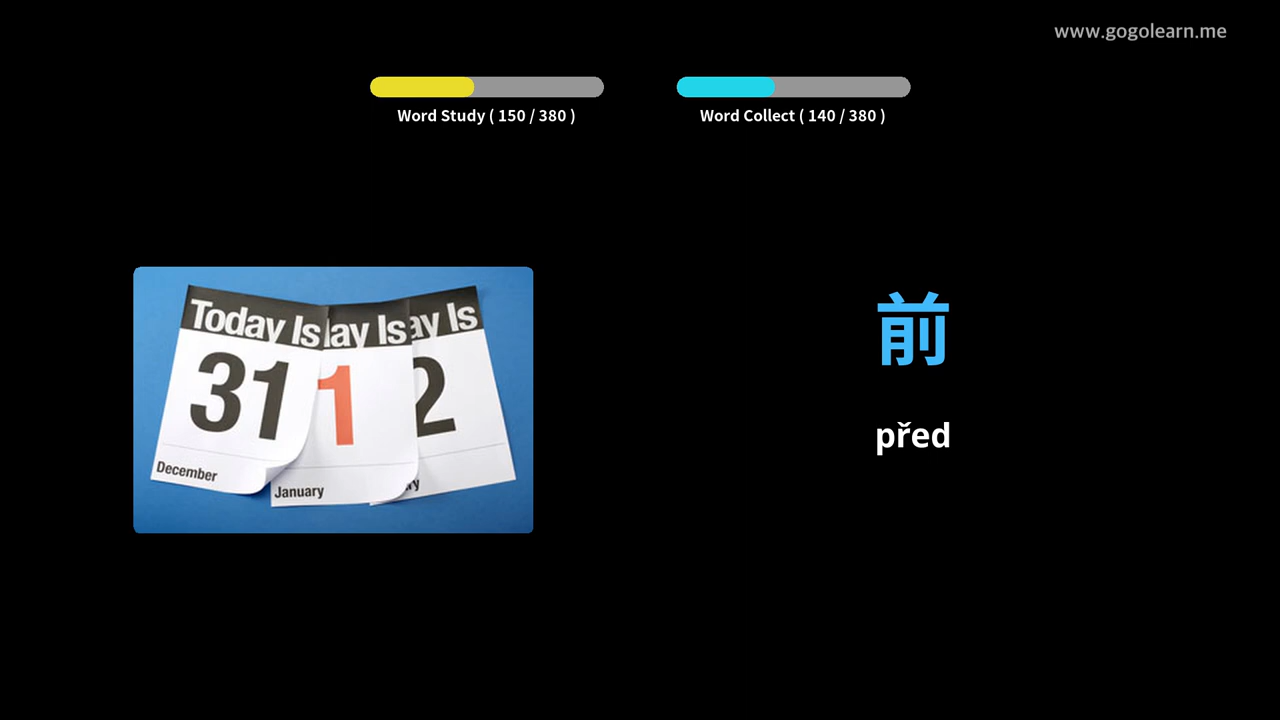 www.gogolearn.me
Word Study ( 150 / 380 )
Word Collect ( 140 / 380 )
Today Is
ay Is
ay Is
31
1
2
December
January
ry
前
před